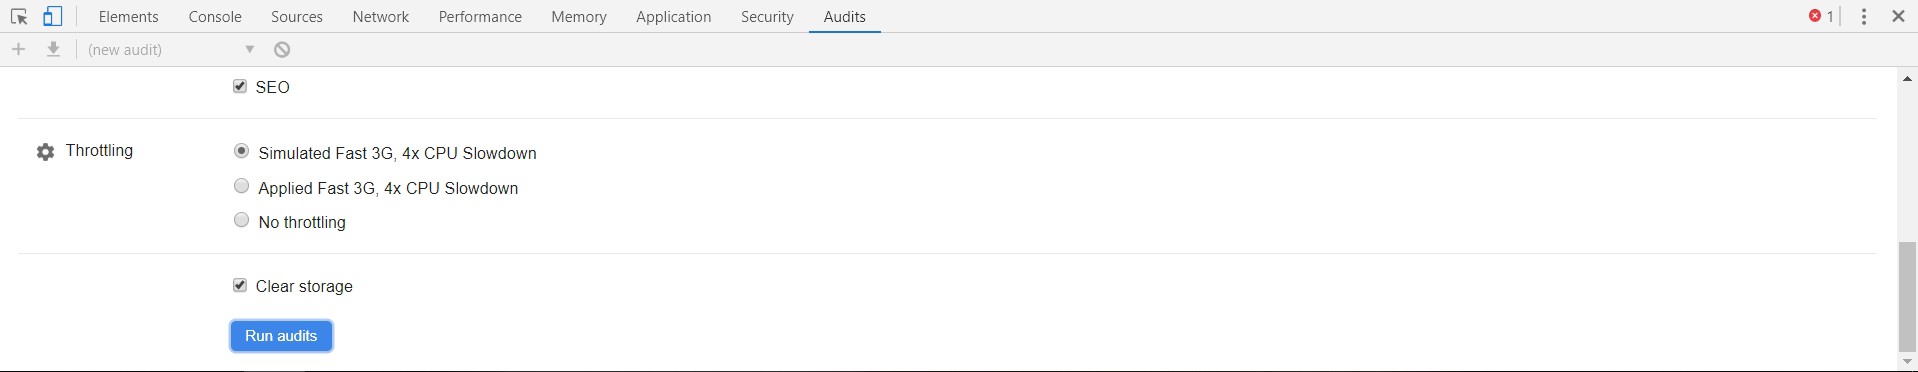 Elements Console Sources Network Performance Memory Application Security Audits 1
(new audit)
SEO
Throttling Simulated Fast 3G, 4x CPU Slowdown
Applied Fast 3G, 4x CPU Slowdown
No throttling
Clear storage
Run audits